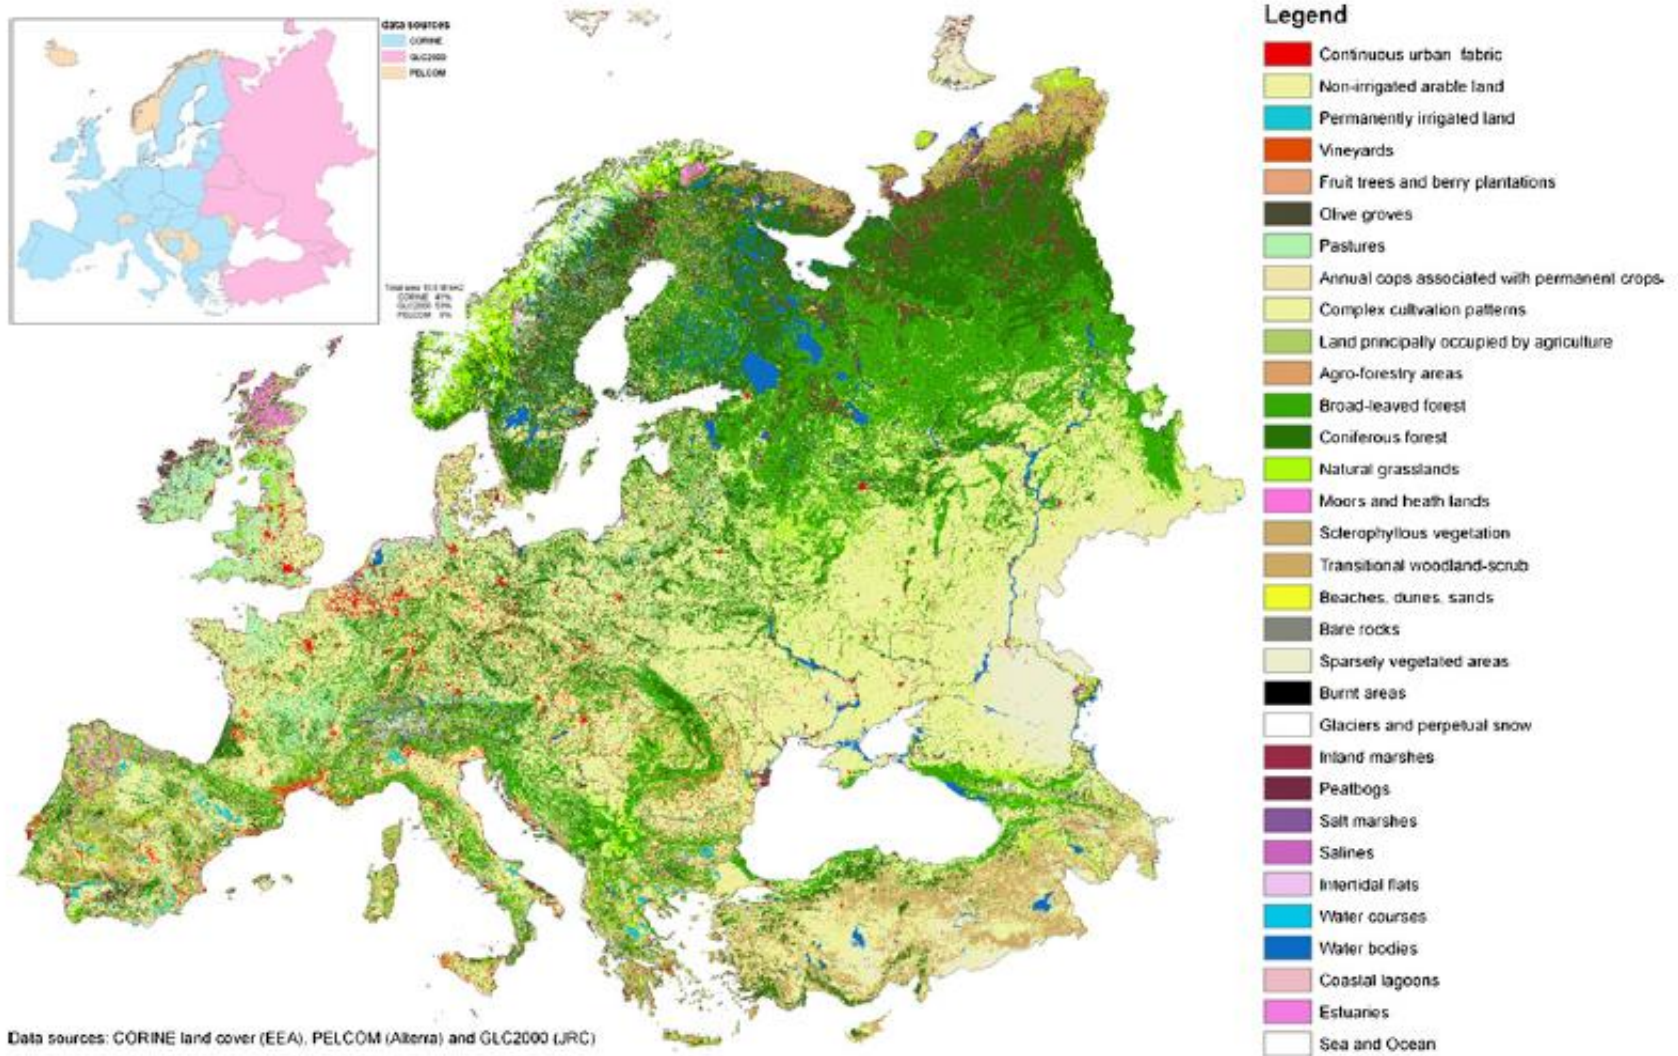 data sources
CORINE
GLC2000
PELCOM
CORINE 41%
Legend
Continuous urban fabric
Non-irrigated arable land
Permanently irrigated land
Vineyards
Fruit trees and berry plantations
Olive groves
Pastures
Annual cops associated with permanent crops-
Complex cultvation patterns
Land principally occupied by agriculture
Agro-forestry areas
Broad-leaved forest
Coniferous forest
Natural grasslands
Moors and heath lands
Sclerophyllous vegetation
Transitional woodland-scrub
Beaches, dunes, sands
Bare rocks
Sparsely vegetated areas
Burnt areas
Glaciers and perpetual snow
Inland marshes
Peatbogs
Salt marshes
Salines
Intertidal flats
Water courses
Water bodies
Coastal lagoons
Estuaries
Sea and Ocean
Data sources: CORINE land cover (EEA), PELCOM (Alterra) and GLC2000 (JRC)